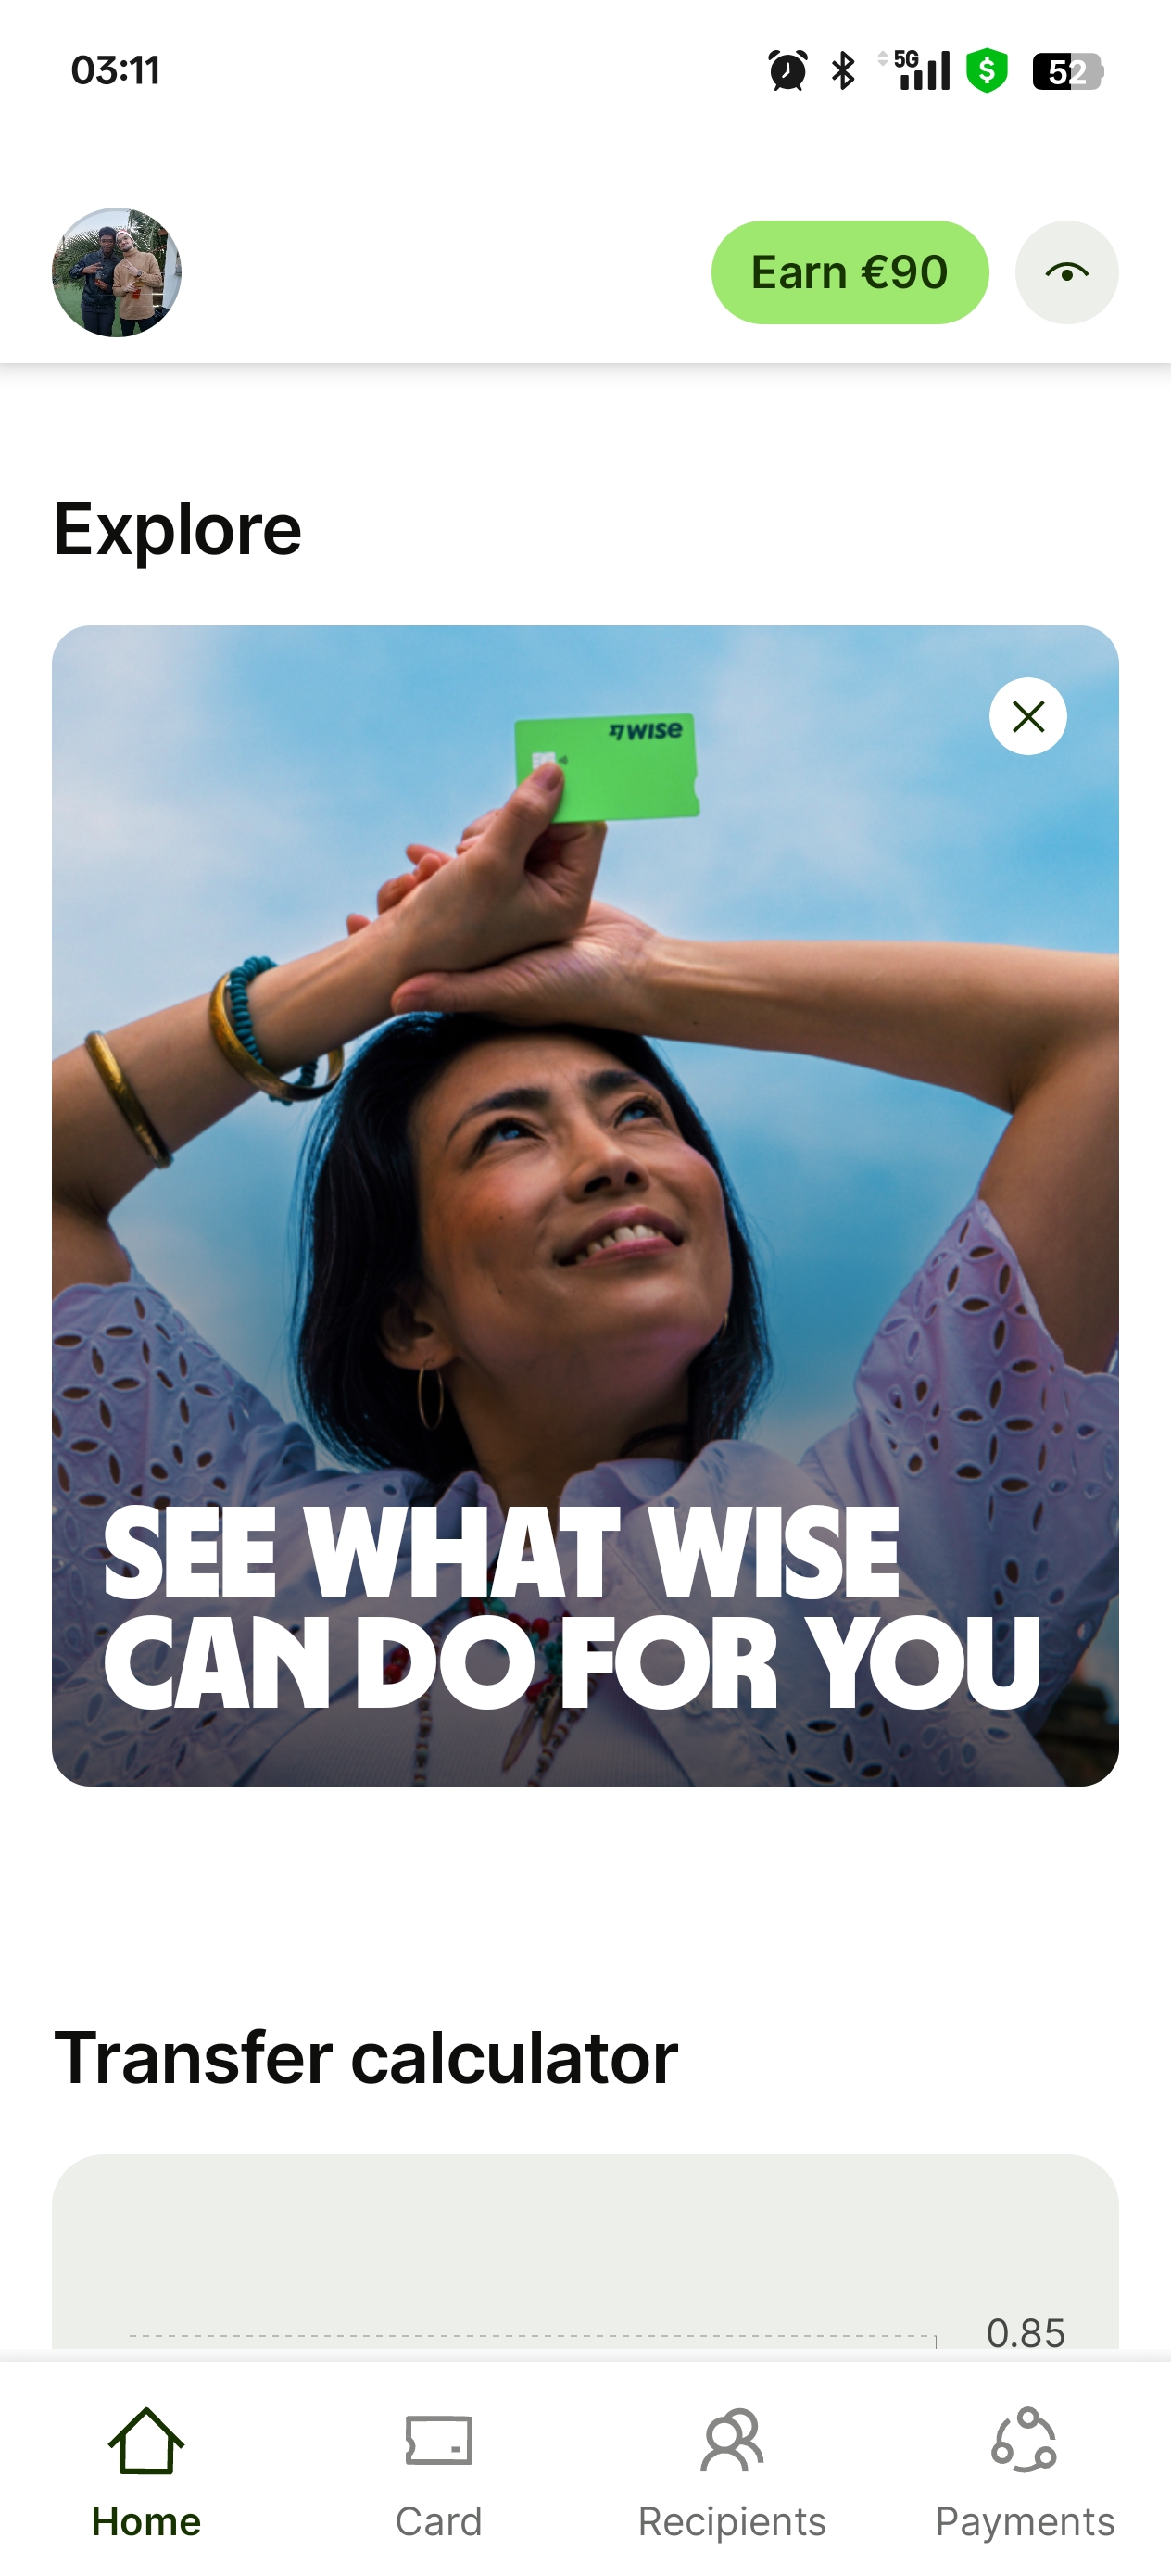 03:11
5G
52
Earn €90
Explore
WISE
SEE WHAT WISE
CAN DO FOR YOU
Transfer calculator
0.85
Home
Card
Recipients
Payments